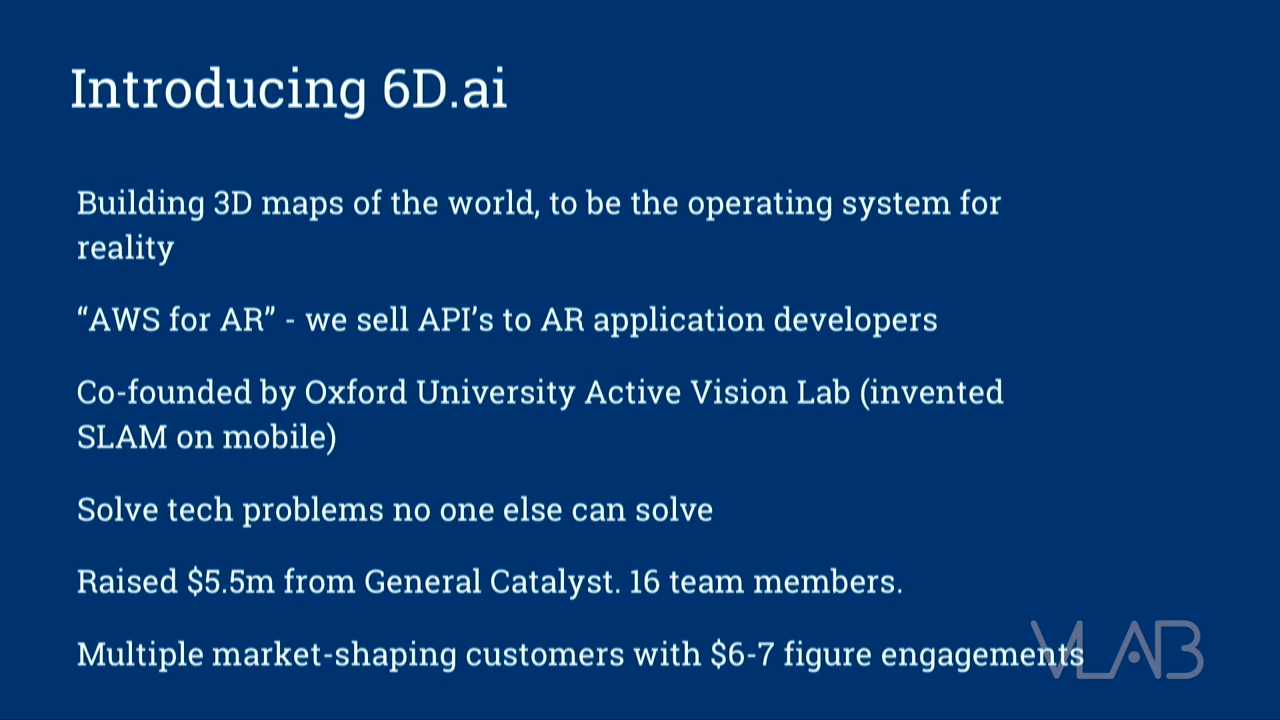 Introducing 6D.ai
Building 3D maps of the world, to be the operating system for
reality
“AWS for AR” - we sell API’s to AR application developers
Co-founded by Oxford University Active Vision Lab (invented
SLAM on mobile)
Solve tech problems no one else can solve
Raised $5.5m from General Catalyst. 16 team members.
Multiple market-shaping customers with $6-7 figure engagements
VLAB